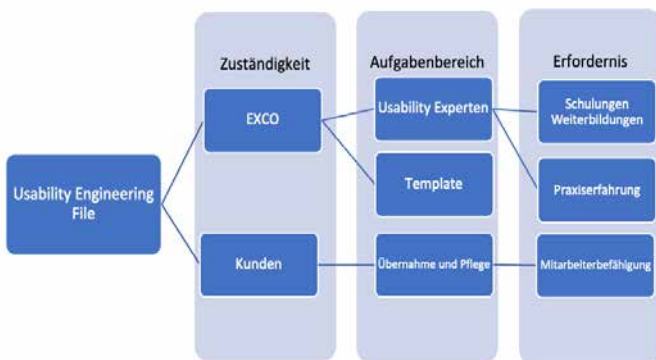 Zuständigkeit
Aufgabenbereich
Erfordernis
EXCO
Usability Experten
Schulungen
Weiterbildungen
Usability Engineering
File
Template
Praxiserfahrung
Kunden
Übernahme und Pflege
Mitarbeiterbefähigung